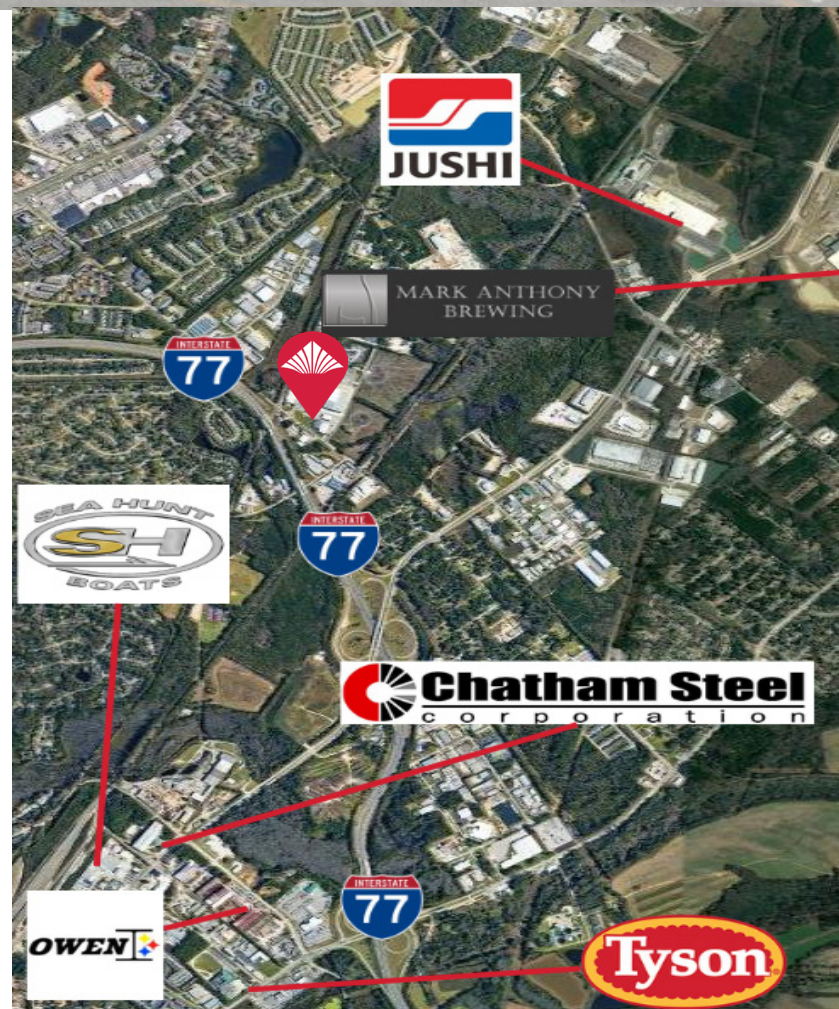 JUSHI
MARK ANTHONY
BREWING
INTERSTATE
77
SEA HUNT
SH
BOATS
INTERSTATE
77
Chatham Steel
corporation
INTERSTATE
77
OWEN
Tyson